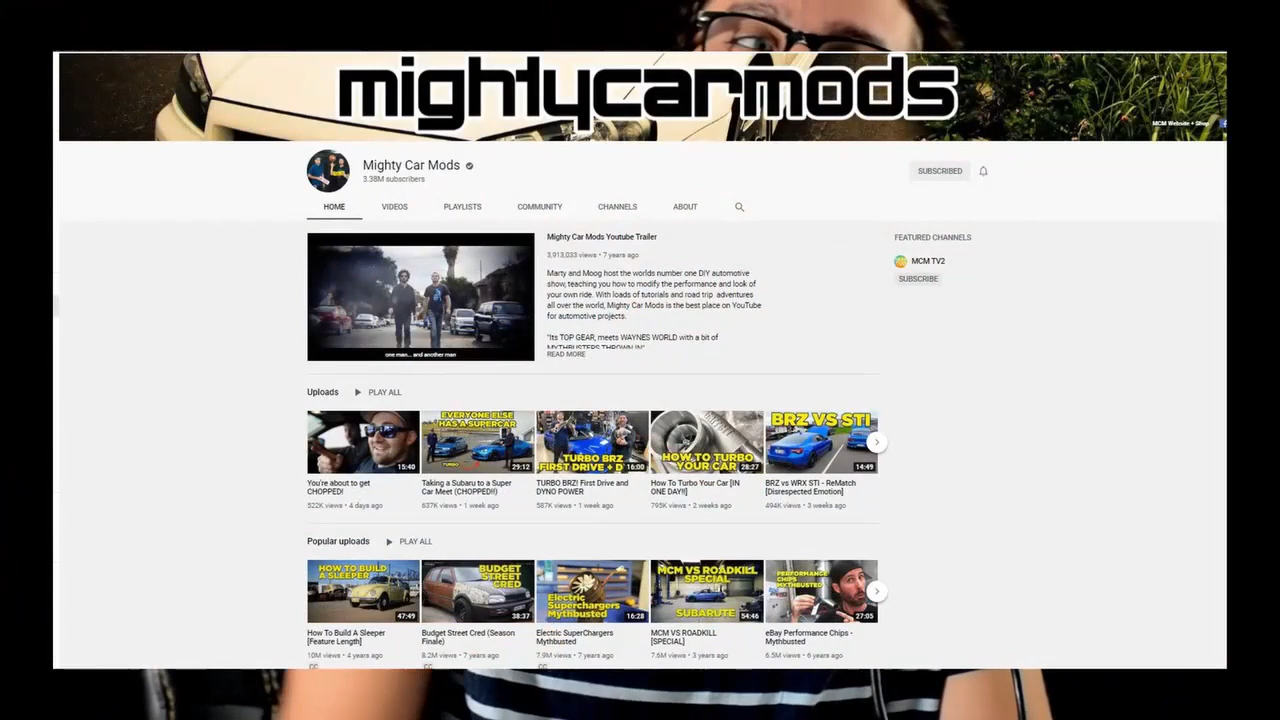 mightycarmods
MCM Website + Shop
Mighty Car Mods
3.38M subscribers
SUBSCRIBED
HOME VIDEOS PLAYLISTS COMMUNITY CHANNELS ABOUT
one man... and another man
Mighty Car Mods Youtube Trailer
3,913,033 views • 7 years ago
Marty and Moog host the worlds number one DIY automotive
show, teaching you how to modify the performance and look of
your own ride. With loads of tutorials and road trip adventures
all over the world, Mighty Car Mods is the best place on YouTube
for automotive projects.
"Its TOP GEAR, meets WAYNES WORLD with a bit of
MYTHBUSTERS THROWN IN"
READ MORE
FEATURED CHANNELS
MCM TV2
SUBSCRIBE
Uploads PLAY ALL
15:40
EVERYONE ELSE
HAS A SUPERCAR
29:12
TURBO BRZ
FIRST DRIVE + D
16:00
HOW TO TURBO
YOUR CAR
28:27
BRZ VS STI
14:49
You're about to get
CHOPPED!
522K views • 4 days ago
Taking a Subaru to a Super
Car Meet (CHOPPED!!)
637K views • 1 week ago
TURBO BRZ! First Drive and
DYNO POWER
587K views • 1 week ago
How To Turbo Your Car [IN
ONE DAY!!]
795K views • 2 weeks ago
BRZ vs WRX STI - ReMatch
[Disrespected Emotion]
494K views • 3 weeks ago
Popular uploads PLAY ALL
HOW TO BUILD
A SLEEPER
47:49
BUDGET
STREET
CRED
38:37
Electric
Superchargers
Mythbusted
16:28
MCM VS ROADKILL
SPECIAL
SUBARUTE
54:46
PERFORMANCE
CHIPS
MYTHBUSTED
27:05
How To Build A Sleeper
[Feature Length]
10M views • 4 years ago
CC
Budget Street Cred (Season
Finale)
8.2M views • 7 years ago
CC
Electric SuperChargers
Mythbusted
7.9M views • 7 years ago
CC
MCM VS ROADKILL
[SPECIAL]
7.6M views • 3 years ago
eBay Performance Chips -
Mythbusted
6.5M views • 6 years ago